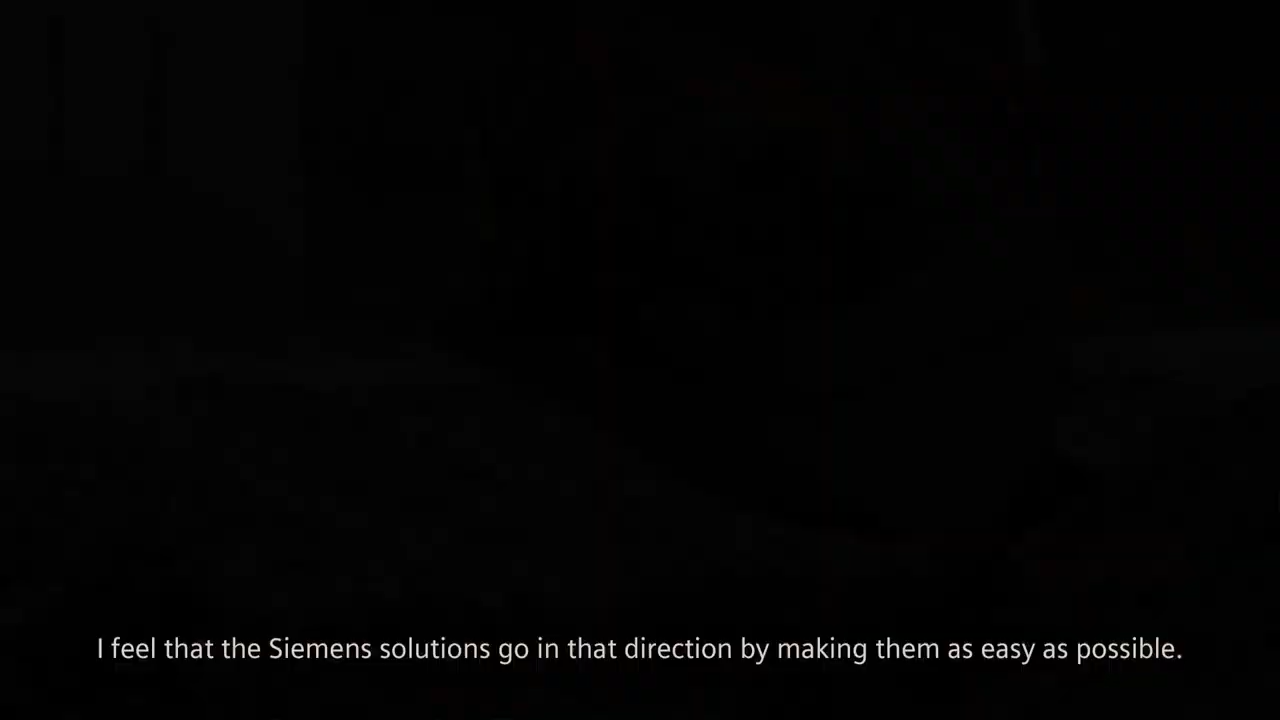 I feel that the Siemens solutions go in that direction by making them as easy as possible.